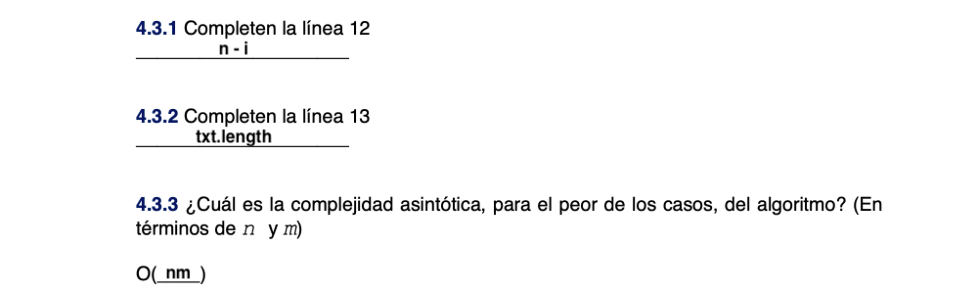 4.3.1 Completen la línea 12
n - i
4.3.2 Completen la línea 13
txt.length
4.3.3 ¿Cuál es la complejidad asintótica, para el peor de los casos, del algoritmo? (En
términos de n y m)
O(_nm_)